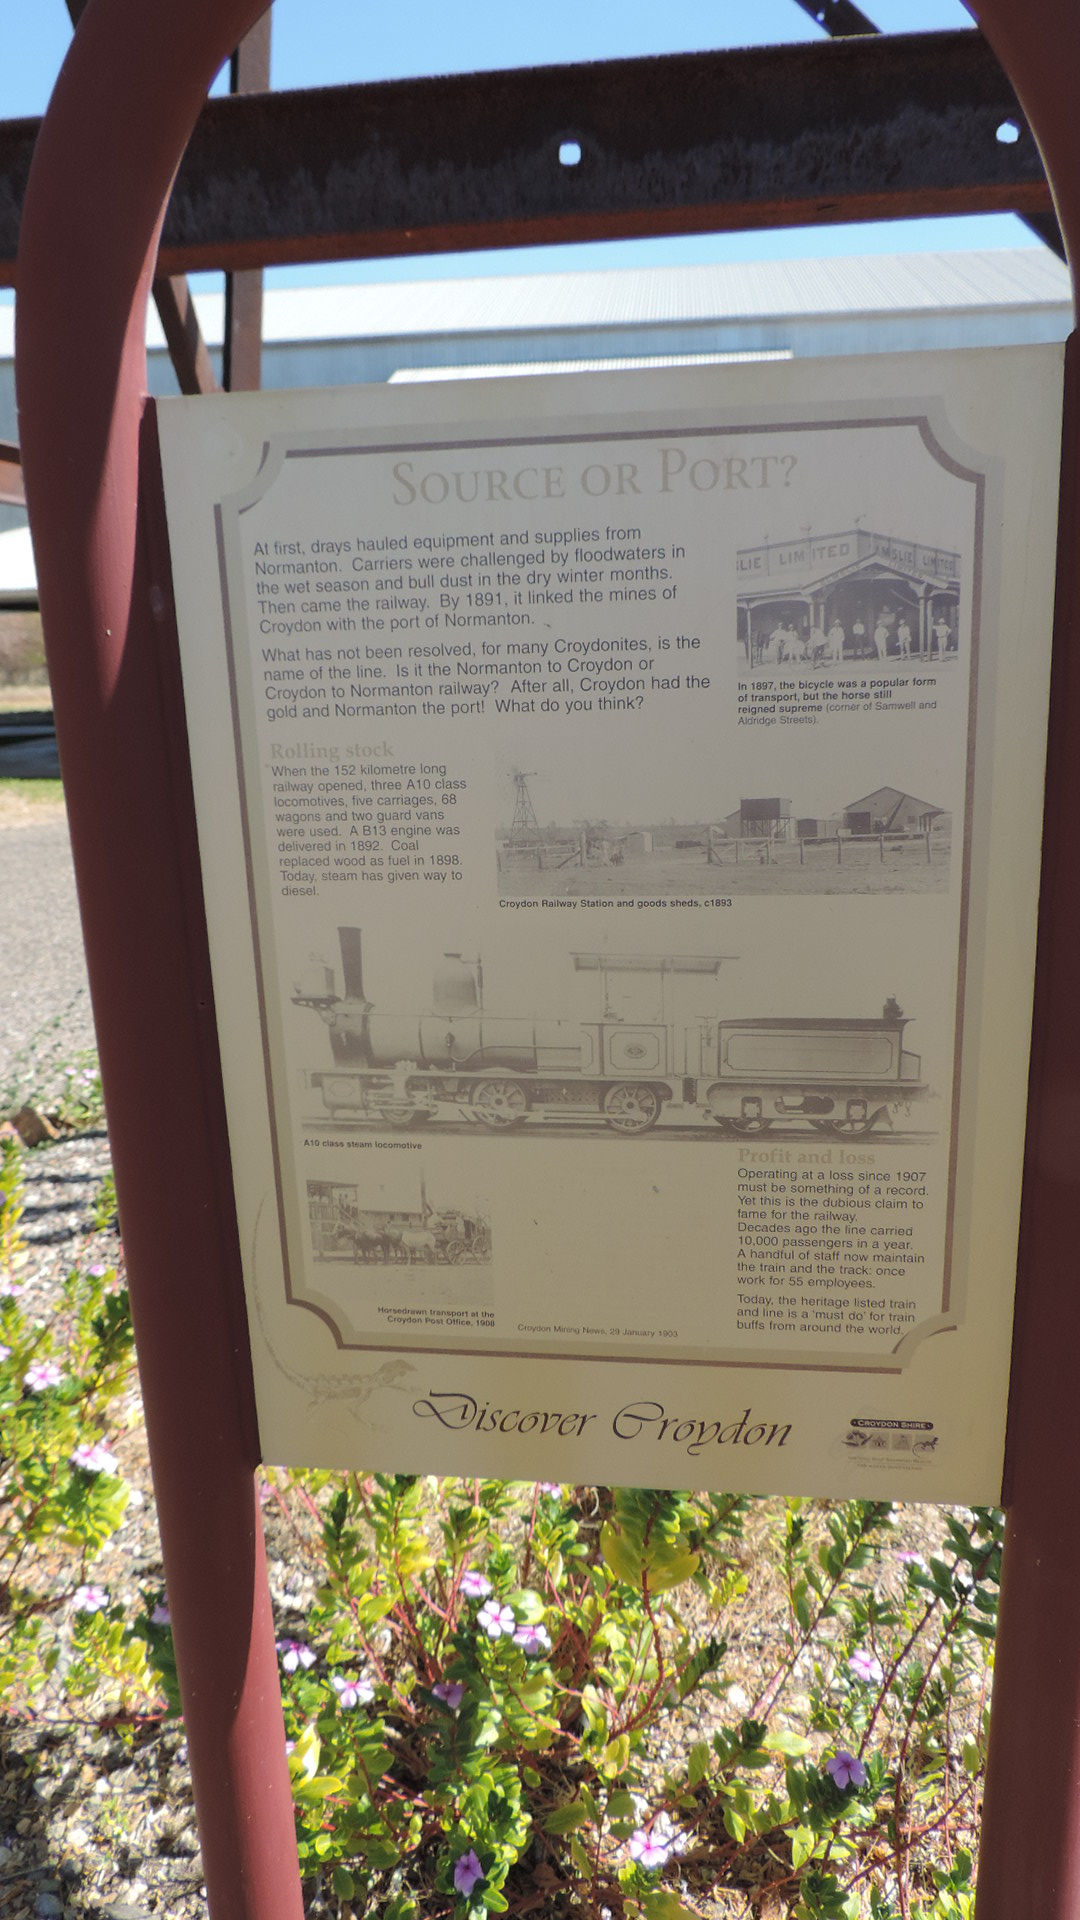 SOURCE OR PORT?
At first, drays hauled equipment and supplies from
Normanton. Carriers were challenged by floodwaters in
the wet season and bull dust in the dry winter months.
Then came the railway. By 1891, it linked the mines of
Croydon with the port of Normanton.
What has not been resolved, for many Croydonites, is the
name of the line. Is it the Normanton to Croydon or
Croydon to Normanton railway? After all, Croydon had the
gold and Normanton the port! What do you think?
SLIE LIMITED AMSLIE LIMITED
In 1897, the bicycle was a popular form
of transport, but the horse still
reigned supreme (corner of Samwell and
Aldridge Streets).
Rolling stock
When the 152 kilometre long
railway opened, three A10 class
locomotives, five carriages, 68
wagons and two guard vans
were used. A B13 engine was
delivered in 1892. Coal
replaced wood as fuel in 1898.
Today, steam has given way to
diesel.
Croydon Railway Station and goods sheds, c1893
A10 class steam locomotive
Profit and loss
Operating at a loss since 1907
must be something of a record.
Yet this is the dubious claim to
fame for the railway.
Decades ago the line carried
10,000 passengers in a year.
A handful of staff now maintain
the train and the track: once
work for 55 employees.
Today, the heritage listed train
and line is a 'must do' for train
buffs from around the world.
Horsedrawn transport at the
Croydon Post Office, 1908
Croydon Mining News, 29 January 1903
Discover Croydon
CROYDON SHIRE